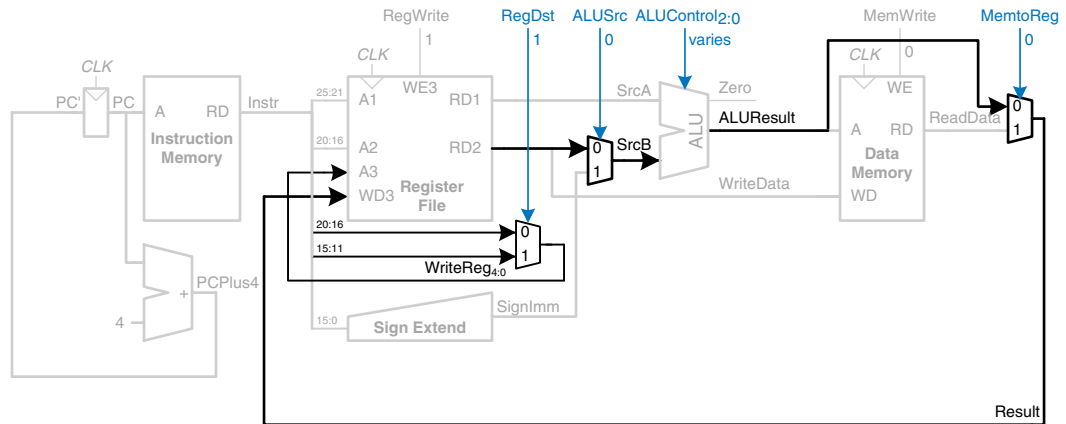 RegWrite RegDst ALUSrc ALUControl2:0 MemWrite MemtoReg
1 1 0 varies 0 0
CLK CLK CLK
PC' PC A RD Instr 25:21 A1 WE3 RD1 SrcA Zero WE
Instruction Memory
20:16 A2 RD2 0 SrcB ALU ALUResult A RD ReadData 0
1 1
A3
WD3 Register File
Data Memory
WriteData WD
20:16 0
15:11 1
WriteReg4:0
PCPlus4
+
4
SignImm
15:0 Sign Extend
Result